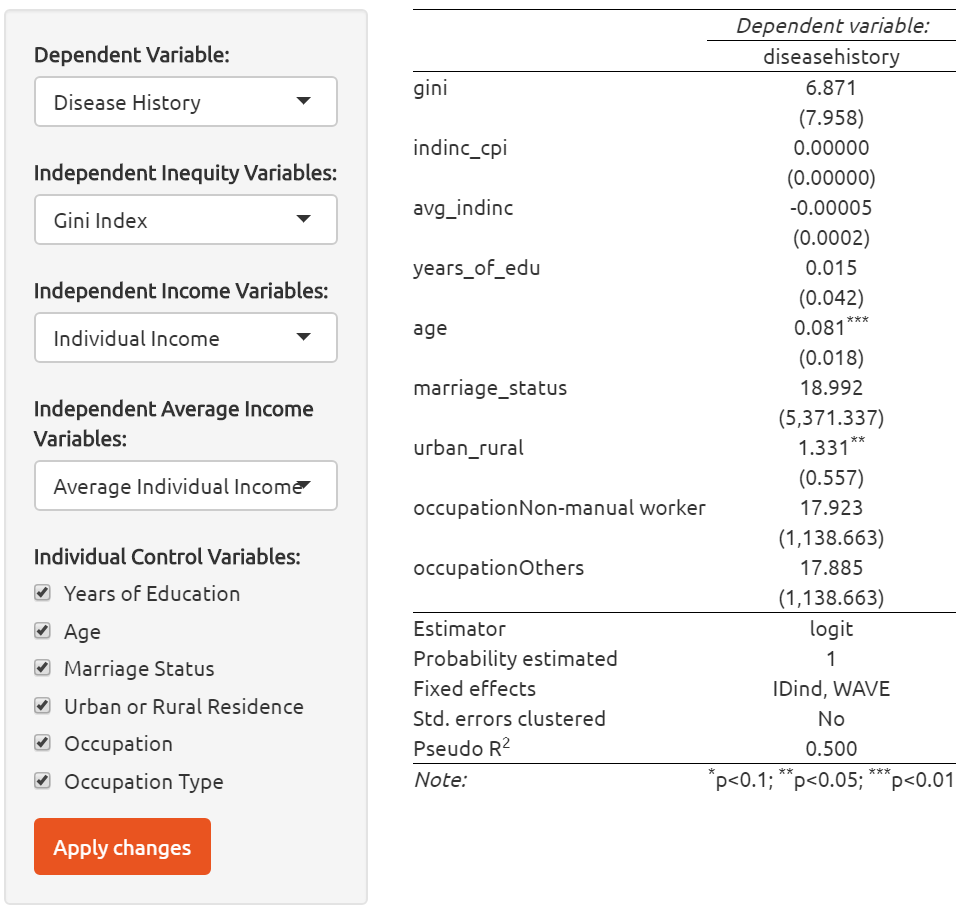 Dependent Variable:
Disease History
Independent Inequity Variables:
Gini Index
Independent Income Variables:
Individual Income
Independent Average Income
Variables:
Average Individual Income
Individual Control Variables:
Years of Education
Age
Marriage Status
Urban or Rural Residence
Occupation
Occupation Type
Apply changes
Dependent variable:
diseasehistory
gini 6.871
(7.958)
indinc_cpi 0.00000
(0.00000)
avg_indinc -0.00005
(0.0002)
years_of_edu 0.015
(0.042)
age 0.081***
(0.018)
marriage_status 18.992
(5,371.337)
urban_rural 1.331**
(0.557)
occupationNon-manual worker 17.923
(1,138.663)
occupationOthers 17.885
(1,138.663)
Estimator logit
Probability estimated 1
Fixed effects IDind, WAVE
Std. errors clustered No
Pseudo R2 0.500
Note: *p<0.1; **p<0.05; ***p<0.01